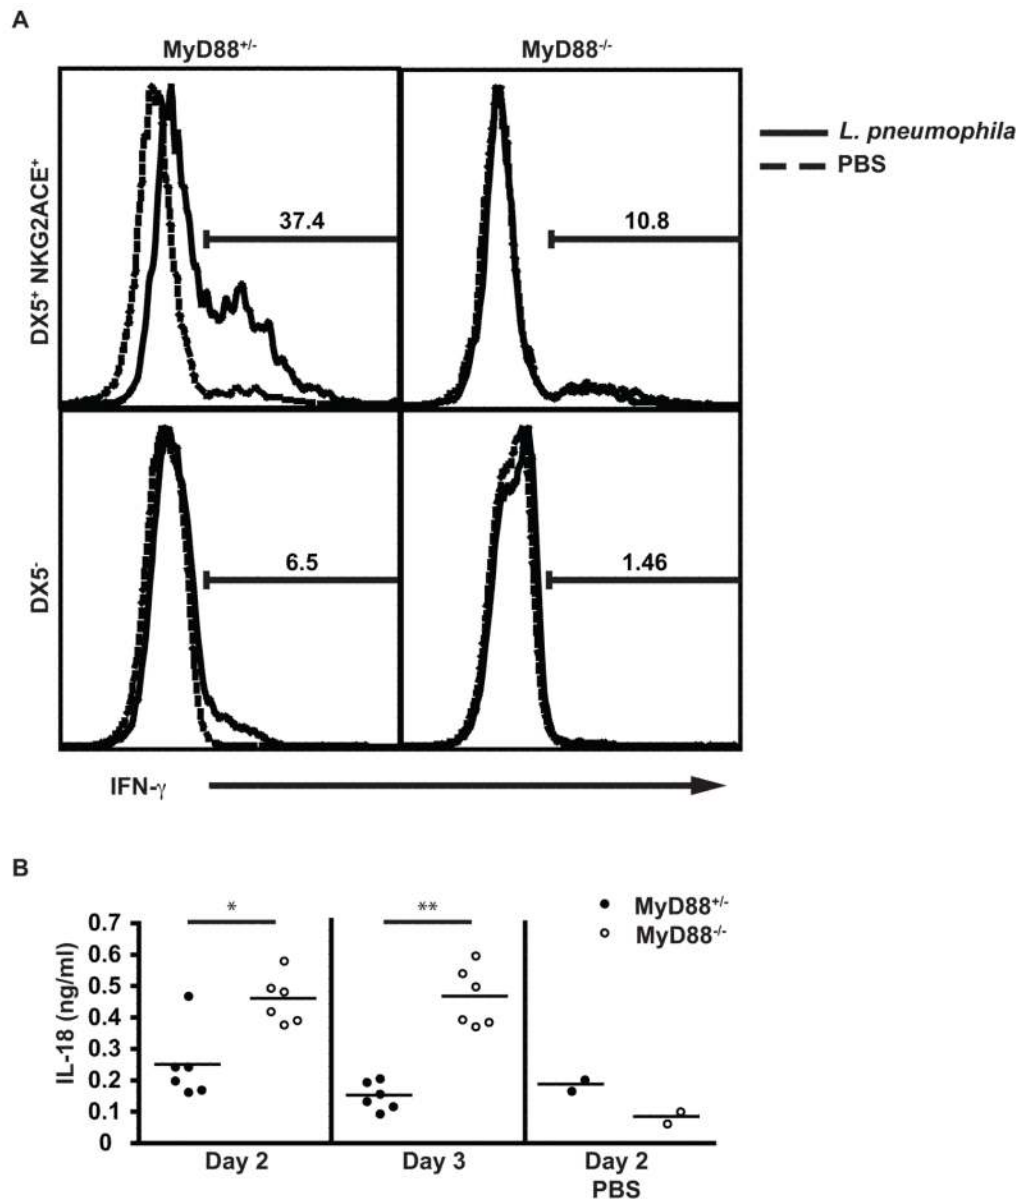 A
MyD88+/-
MyD88-/-
L. pneumophila
PBS
DX5+ NKG2ACE+
37.4
10.8
DX5-
6.5
1.46
IFN-γ
B
* 
**
MyD88+/-
MyD88-/-
IL-18 (ng/ml)
0.7
0.6
0.5
0.4
0.3
0.2
0.1
0
Day 2
Day 3
Day 2
PBS